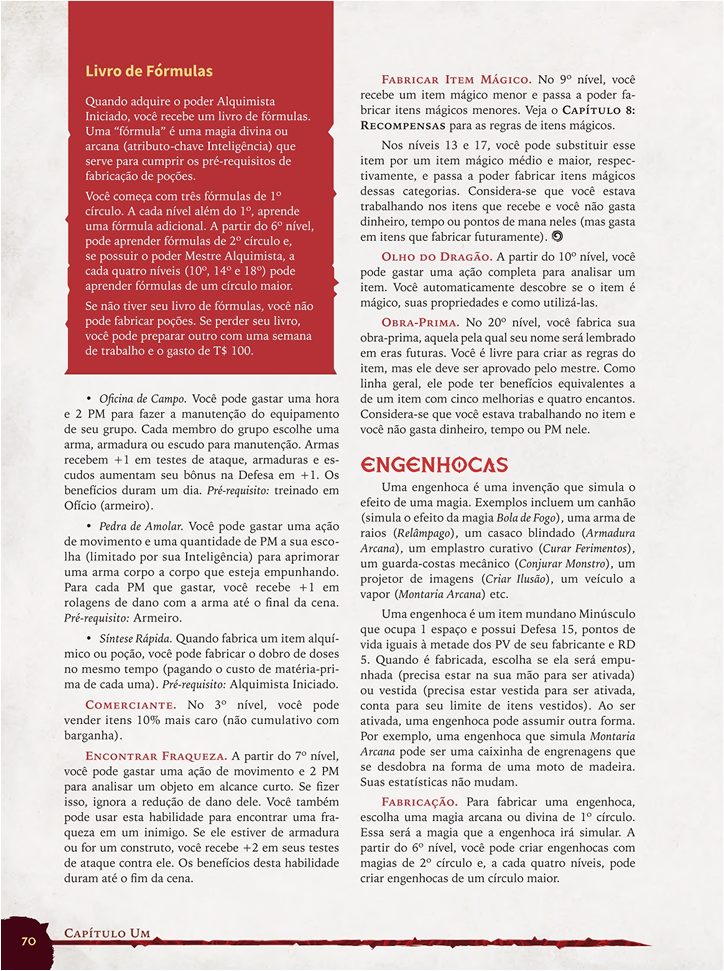 Livro de Fórmulas
Quando adquire o poder Alquimista
Iniciado, você recebe um livro de fórmulas.
Uma “fórmula” é uma magia divina ou
arcana (atributo-chave Inteligência) que
serve para cumprir os pré-requisitos de
fabricação de poções.
Você começa com três fórmulas de 1º
círculo. A cada nível além do 1º, aprende
uma fórmula adicional. A partir do 6º nível,
pode aprender fórmulas de 2º círculo e,
se possuir o poder Mestre Alquimista, a
cada quatro níveis (10º, 14º e 18º) pode
aprender fórmulas de um círculo maior.
Se não tiver seu livro de fórmulas, você não
pode fabricar poções. Se perder seu livro,
você pode preparar outro com uma semana
de trabalho e o gasto de T$ 100.
• Oficina de Campo. Você pode gastar uma hora
e 2 PM para fazer a manutenção do equipamento
de seu grupo. Cada membro do grupo escolhe uma
arma, armadura ou escudo para manutenção. Armas
recebem +1 em testes de ataque, armaduras e es-
cudos aumentam seu bônus na Defesa em +1. Os
benefícios duram um dia. Pré-requisito: treinado em
Ofício (armeiro).
• Pedra de Amolar. Você pode gastar uma ação
de movimento e uma quantidade de PM a sua esco-
lha (limitado por sua Inteligência) para aprimorar
uma arma corpo a corpo que esteja empunhando.
Para cada PM que gastar, você recebe +1 em
rolagens de dano com a arma até o final da cena.
Pré-requisito: Armeiro.
• Síntese Rápida. Quando fabrica um item alquí-
mico ou poção, você pode fabricar o dobro de doses
no mesmo tempo (pagando o custo de matéria-pri-
ma de cada uma). Pré-requisito: Alquimista Iniciado.
Comerciante. No 3º nível, você pode
vender itens 10% mais caro (não cumulativo com
barganha).
Encontrar Fraqueza. A partir do 7º nível,
você pode gastar uma ação de movimento e 2 PM
para analisar um objeto em alcance curto. Se fizer
isso, ignora a redução de dano dele. Você também
pode usar esta habilidade para encontrar uma fra-
queza em um inimigo. Se ele estiver de armadura
ou for um construto, você recebe +2 em seus testes
de ataque contra ele. Os benefícios desta habilidade
duram até o fim da cena.
Fabricar Item Mágico. No 9º nível, você
recebe um item mágico menor e passa a poder fa-
bricar itens mágicos menores. Veja o Capítulo 8:
Recompensas para as regras de itens mágicos.
Nos níveis 13 e 17, você pode substituir esse
item por um item mágico médio e maior, respec-
tivamente, e passa a poder fabricar itens mágicos
dessas categorias. Considera-se que você estava
trabalhando nos itens que recebe e você não gasta
dinheiro, tempo ou pontos de mana neles (mas gasta
em itens que fabricar futuramente).
Olho do Dragão. A partir do 10º nível, você
pode gastar uma ação completa para analisar um
item. Você automaticamente descobre se o item é
mágico, suas propriedades e como utilizá-las.
Obra-Prima. No 20º nível, você fabrica sua
obra-prima, aquela pela qual seu nome será lembrado
em eras futuras. Você é livre para criar as regras do
item, mas ele deve ser aprovado pelo mestre. Como
linha geral, ele pode ter benefícios equivalentes a
de um item com cinco melhorias e quatro encantos.
Considera-se que você estava trabalhando no item e
você não gasta dinheiro, tempo ou PM nele.
Engenhocas
Uma engenhoca é uma invenção que simula o
efeito de uma magia. Exemplos incluem um canhão
(simula o efeito da magia Bola de Fogo), uma arma de
raios (Relâmpago), um casaco blindado (Armadura
Arcana), um emplastro curativo (Curar Ferimentos),
um guarda-costas mecânico (Conjurar Monstro), um
projetor de imagens (Criar Ilusão), um veículo a
vapor (Montaria Arcana) etc.
Uma engenhoca é um item mundano Minúsculo
que ocupa 1 espaço e possui Defesa 15, pontos de
vida iguais à metade dos PV de seu fabricante e RD
5. Quando é fabricada, escolha se ela será empu-
nhada (precisa estar na sua mão para ser ativada)
ou vestida (precisa estar vestida para ser ativada,
conta para seu limite de itens vestidos). Ao ser
ativada, uma engenhoca pode assumir outra forma.
Por exemplo, uma engenhoca que simula Montaria
Arcana pode ser uma caixinha de engrenagens que
se desdobra na forma de uma moto de madeira.
Suas estatísticas não mudam.
Fabricação. Para fabricar uma engenhoca,
escolha uma magia arcana ou divina de 1º círculo.
Essa será a magia que a engenhoca irá simular. A
partir do 6º nível, você pode criar engenhocas com
magias de 2º círculo e, a cada quatro níveis, pode
criar engenhocas de um círculo maior.
70
Capítulo Um